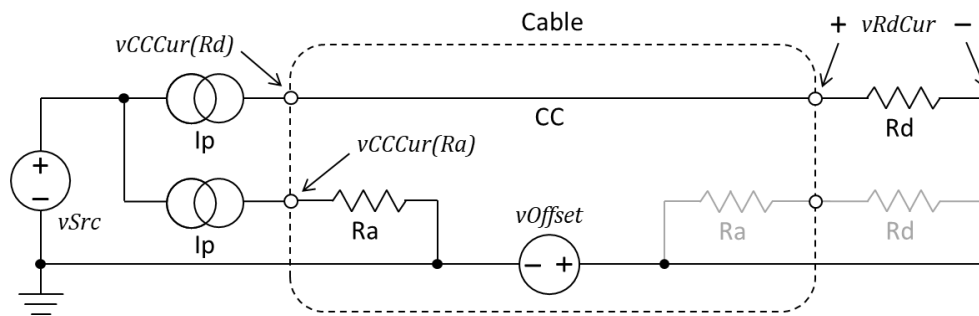 Cable
vCCCur(Rd)
+ vRdCur −
Ip
CC
Rd
vCCCur(Ra)
+
−
vSrc
Ip
Ra
vOffset
− +
Ra
Rd